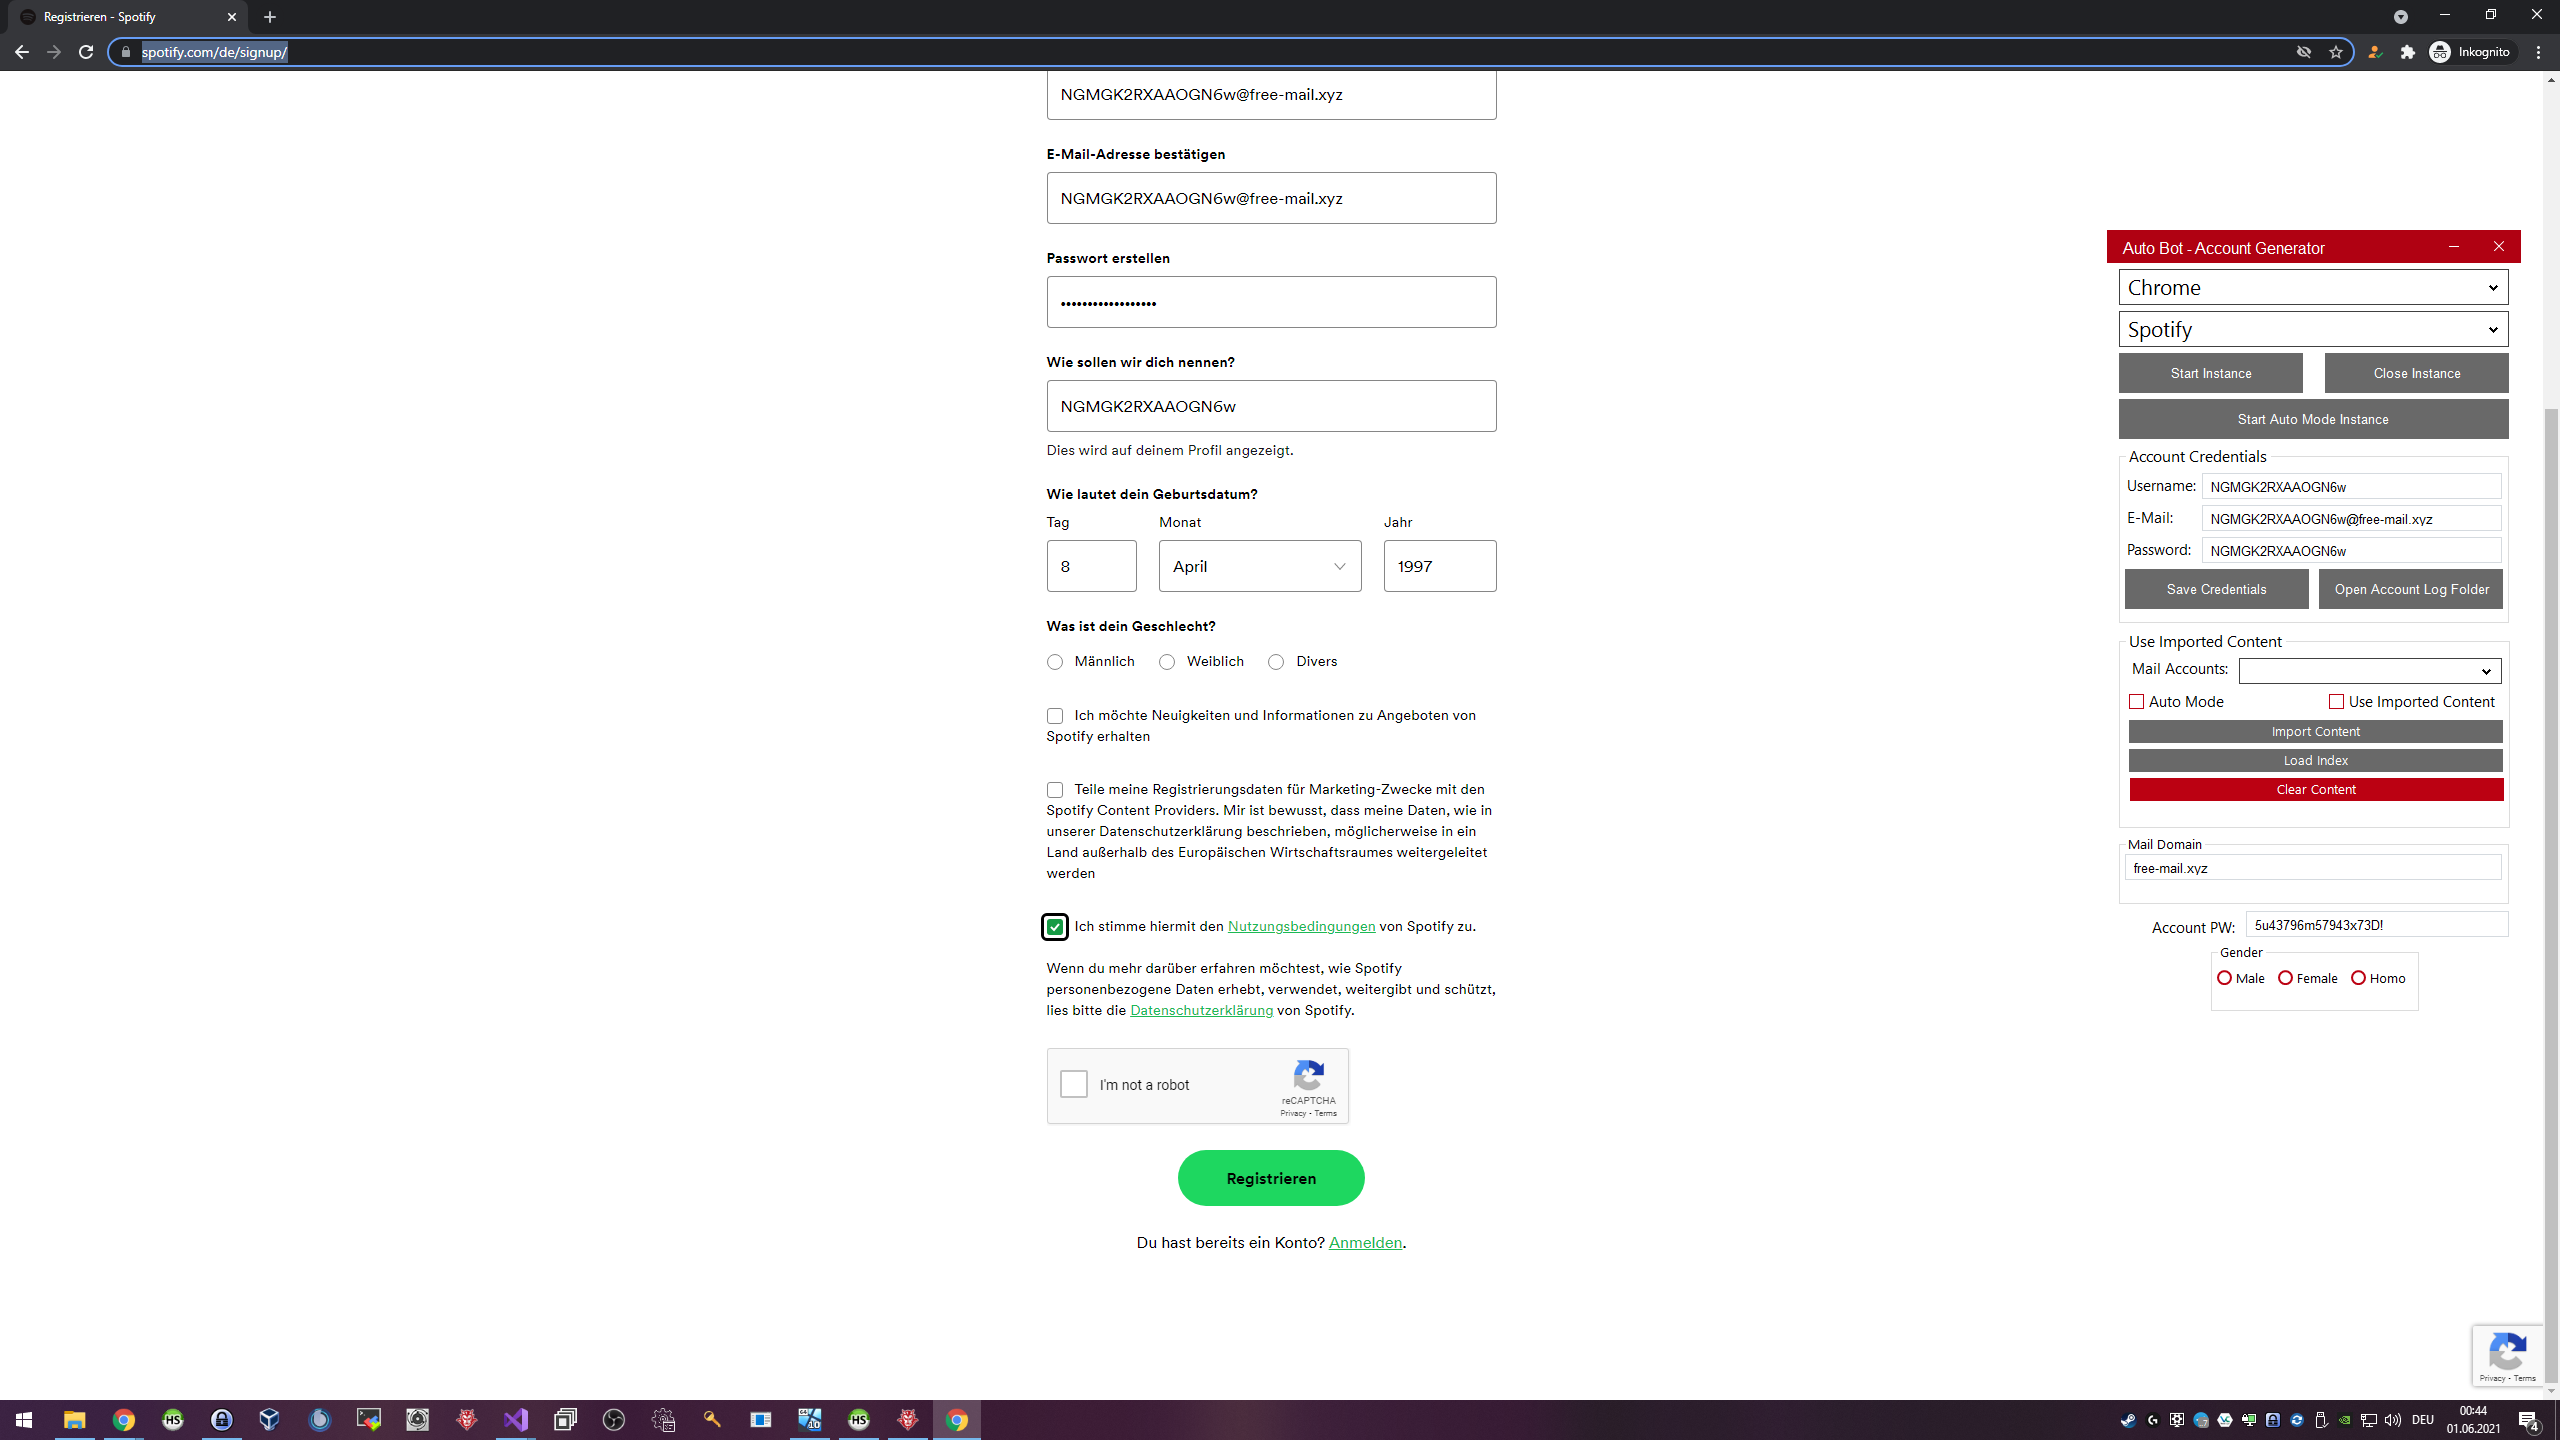 Registrieren - Spotify
spotify.com/de/signup/
Inkognito
NGMGK2RXAAOGN6w@free-mail.xyz
E-Mail-Adresse bestätigen
NGMGK2RXAAOGN6w@free-mail.xyz
Passwort erstellen
••••••••••••••••••
Wie sollen wir dich nennen?
NGMGK2RXAAOGN6w
Dies wird auf deinem Profil angezeigt.
Wie lautet dein Geburtsdatum?
Tag Monat Jahr
8 April 1997
Was ist dein Geschlecht?
Männlich Weiblich Divers
Ich möchte Neuigkeiten und Informationen zu Angeboten von
Spotify erhalten
Teile meine Registrierungsdaten für Marketing-Zwecke mit den
Spotify Content Providers. Mir ist bewusst, dass meine Daten, wie in
unserer Datenschutzerklärung beschrieben, möglicherweise in ein
Land außerhalb des Europäischen Wirtschaftsraumes weitergeleitet
werden
Ich stimme hiermit den Nutzungsbedingungen von Spotify zu.
Wenn du mehr darüber erfahren möchtest, wie Spotify
personenbezogene Daten erhebt, verwendet, weitergibt und schützt,
lies bitte die Datenschutzerklärung von Spotify.
I'm not a robot
reCAPTCHA
Privacy - Terms
Registrieren
Du hast bereits ein Konto? Anmelden.
Auto Bot - Account Generator
Chrome
Spotify
Start Instance Close Instance
Start Auto Mode Instance
Account Credentials
Username: NGMGK2RXAAOGN6w
E-Mail: NGMGK2RXAAOGN6w@free-mail.xyz
Password: NGMGK2RXAAOGN6w
Save Credentials Open Account Log Folder
Use Imported Content
Mail Accounts:
Auto Mode Use Imported Content
Import Content
Load Index
Clear Content
Mail Domain
free-mail.xyz
Account PW: 5u43796m57943x73D!
Gender
Male Female Homo
Privacy - Terms
HS
HS
DEU
00:44
01.06.2021
4